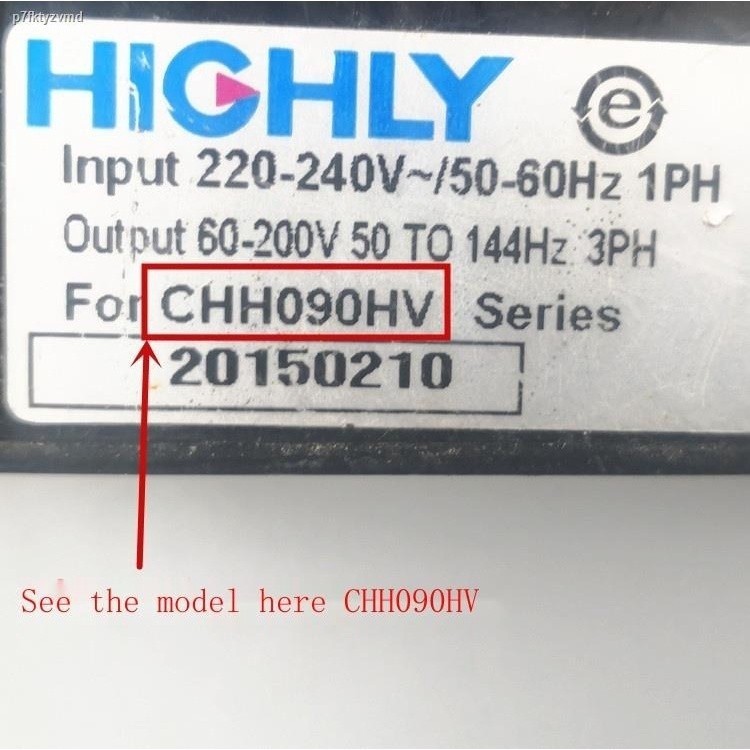 p7fktyzvmd
HIGHLY
e
Input 220-240V~/50-60Hz 1PH
Output 60-200V 50 TO 144Hz 3PH
For CHH090HV Series
20150210
See the model here CHH090HV